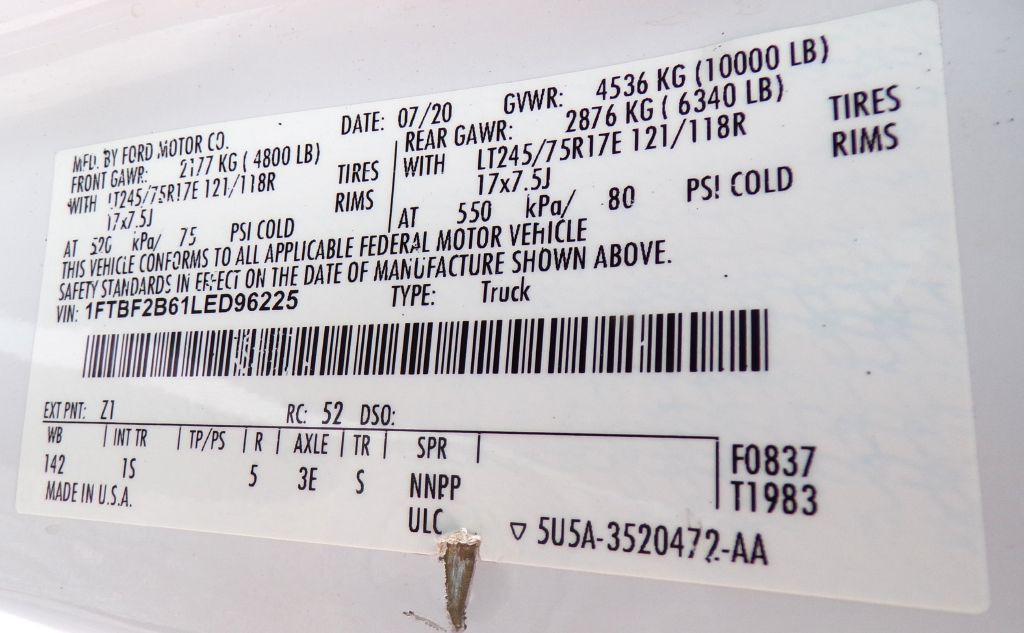 MFD. BY FORD MOTOR CO. DATE: 07/20 GVWR: 4536 KG (10000 LB)
FRONT GAWR: 2177 KG ( 4800 LB) REAR GAWR: 2876 KG ( 6340 LB)
WITH LT245/75R17E 121/118R TIRES WITH LT245/75R17E 121/118R TIRES
17x7.5J RIMS 17x7.5J RIMS
AT kPa/ 75 PSI COLD AT 550 kPa/ 80 PSI COLD
THIS VEHICLE CONFORMS TO ALL APPLICABLE FEDERAL MOTOR VEHICLE
SAFETY STANDARDS IN EFFECT ON THE DATE OF MANUFACTURE SHOWN ABOVE.
VIN: 1FTBF2B61LED96225 TYPE: Truck
EXT PNT: Z1 RC: 52 DSO:
WB INT TR TP/PS R AXLE TR SPR F0837
142 1S 5 3E S NNPP T1983
MADE IN U.S.A. ULC 5U5A-3520472-AA